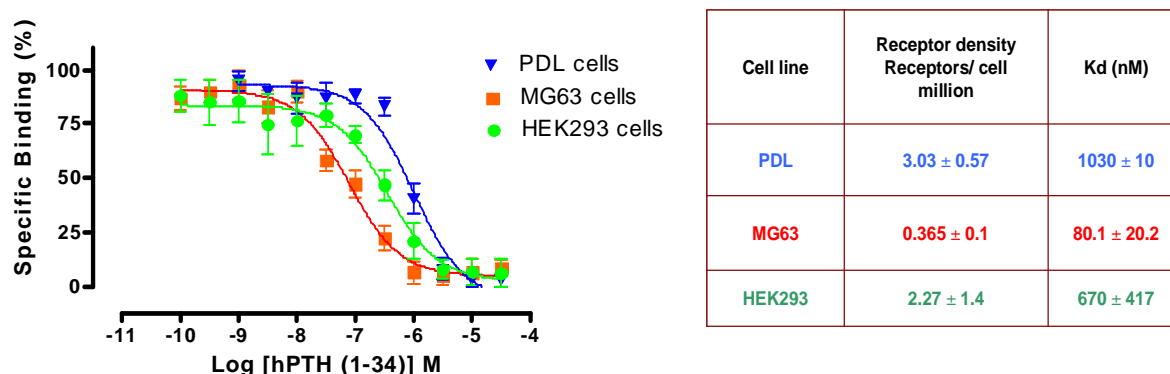 Specific Binding (%)
100
75
50
25
0
-11 -10 -9 -8 -7 -6 -5 -4
Log [hPTH (1-34)] M
PDL cells
MG63 cells
HEK293 cells
Cell line
Receptor density
Receptors/ cell
million
Kd (nM)
PDL 3.03 ± 0.57 1030 ± 10
MG63 0.365 ± 0.1 80.1 ± 20.2
HEK293 2.27 ± 1.4 670 ± 417